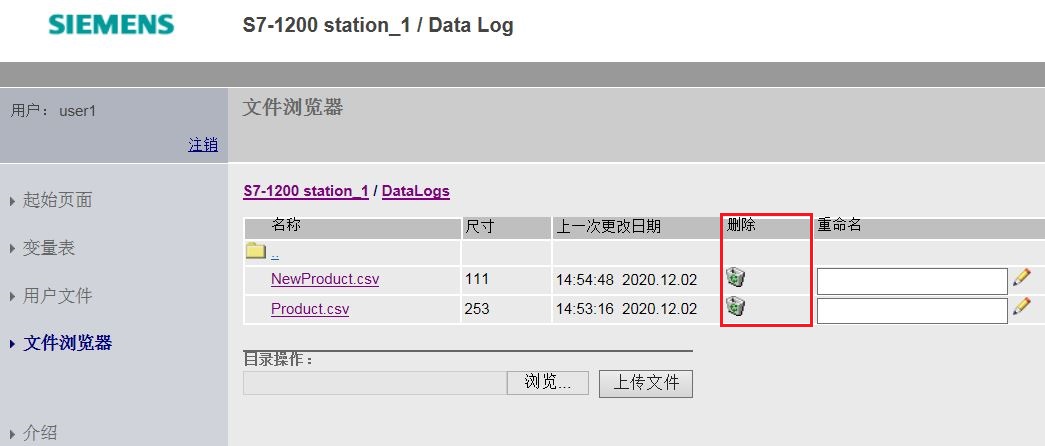 SIEMENS
S7-1200 station_1 / Data Log
用户： user1
注销
文件浏览器
起始页面
变量表
用户文件
文件浏览器
介绍
S7-1200 station_1 / DataLogs
名称 尺寸 上一次更改日期 删除 重命名
..
NewProduct.csv 111 14:54:48 2020.12.02
Product.csv 253 14:53:16 2020.12.02
目录操作：
浏览... 上传文件